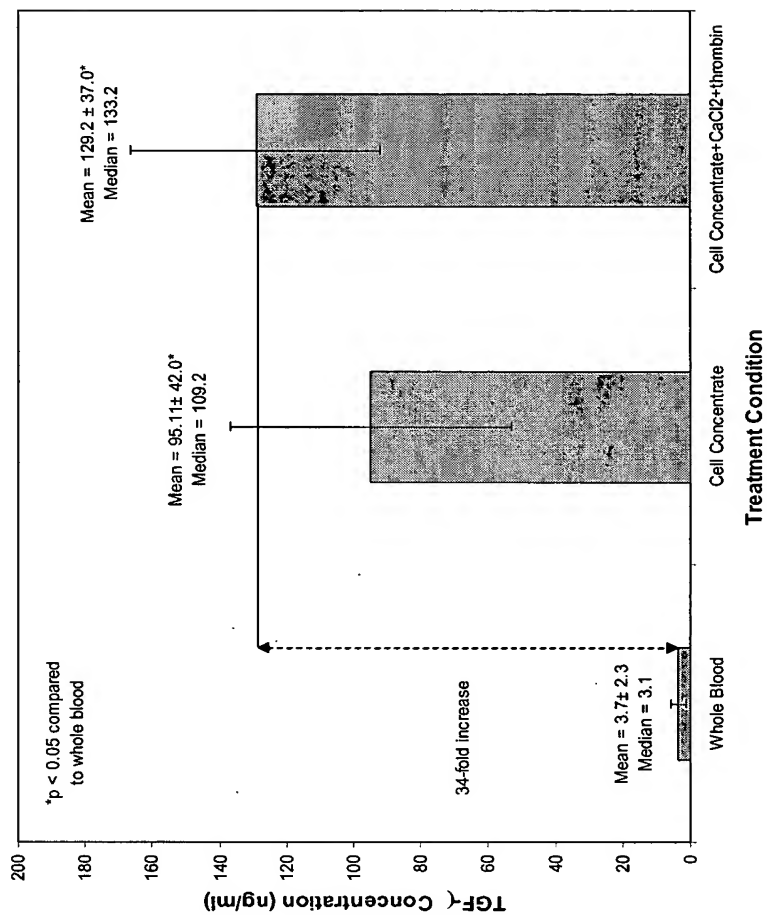 200
180
160
140
120
100
80
60
40
20
0
Concentration (ng/ml)
*p < 0.05 compared
to whole blood
34-fold increase
Mean = 3.7± 2.3
Median = 3.1
Mean = 95.11± 42.0*
Median = 109.2
Mean = 129.2 ± 37.0*
Median = 133.2
Whole Blood
Cell Concentrate
Cell Concentrate+CaCl2+thrombin
Treatment Condition